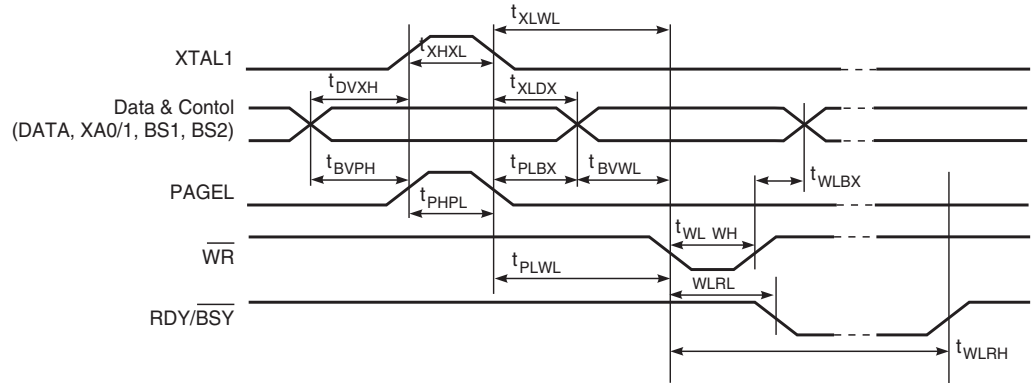 tXLWL
XTAL1
tXHXL
tDVXH
tXLDX
Data & Contol
(DATA, XA0/1, BS1, BS2)
tBVPH
tPLBX
tBVWL
tWLBX
PAGEL
tPHPL
tWL WH
WR
tPLWL
WLRL
RDY/BSY
tWLRH